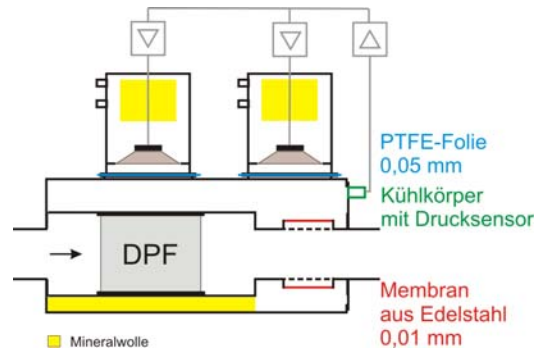 PTFE-Folie
0,05 mm
Kühlkörper
mit Drucksensor
DPF
Membran
aus Edelstahl
0,01 mm
Mineralwolle